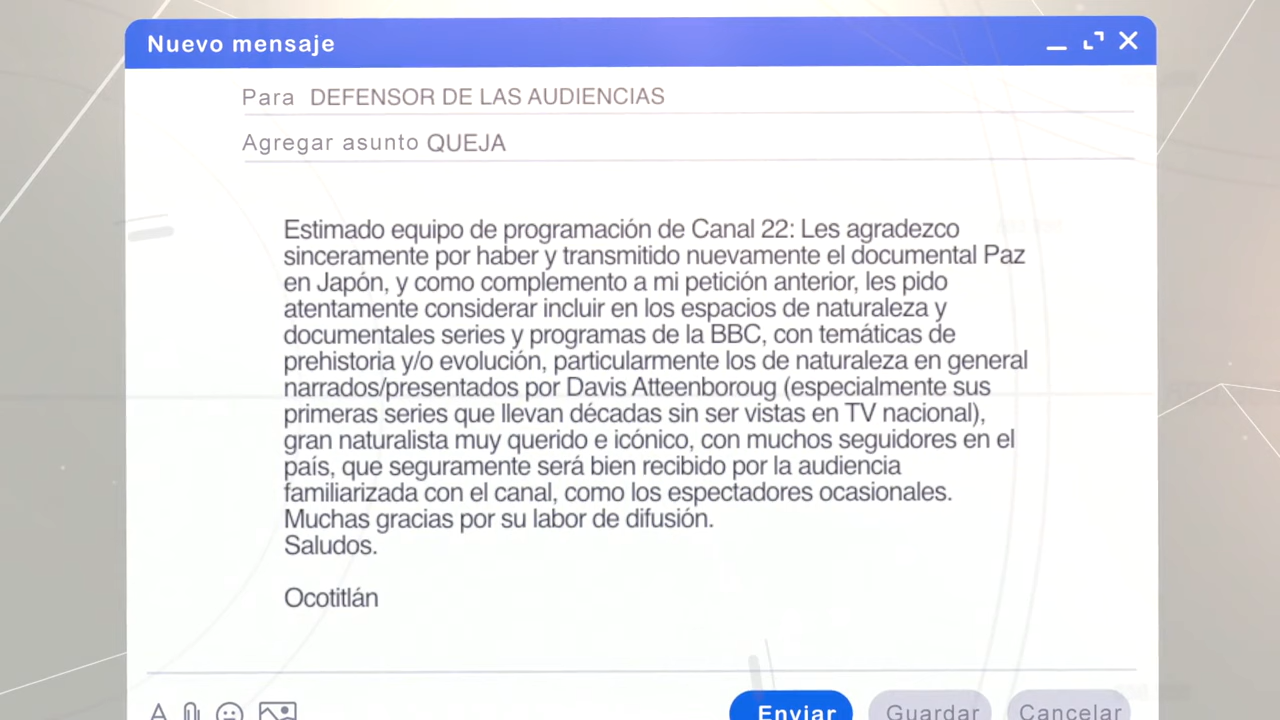 Nuevo mensaje
Para DEFENSOR DE LAS AUDIENCIAS
Agregar asunto QUEJA
Estimado equipo de programación de Canal 22: Les agradezco
sinceramente por haber y transmitido nuevamente el documental Paz
en Japón, y como complemento a mi petición anterior, les pido
atentamente considerar incluir en los espacios de naturaleza y
documentales series y programas de la BBC, con temáticas de
prehistoria y/o evolución, particularmente los de naturaleza en general
narrados/presentados por Davis Atteenboroug (especialmente sus
primeras series que llevan décadas sin ser vistas en TV nacional),
gran naturalista muy querido e icónico, con muchos seguidores en el
país, que seguramente será bien recibido por la audiencia
familiarizada con el canal, como los espectadores ocasionales.
Muchas gracias por su labor de difusión.
Saludos.
Ocotitlán
A
Enviar Guardar Cancelar